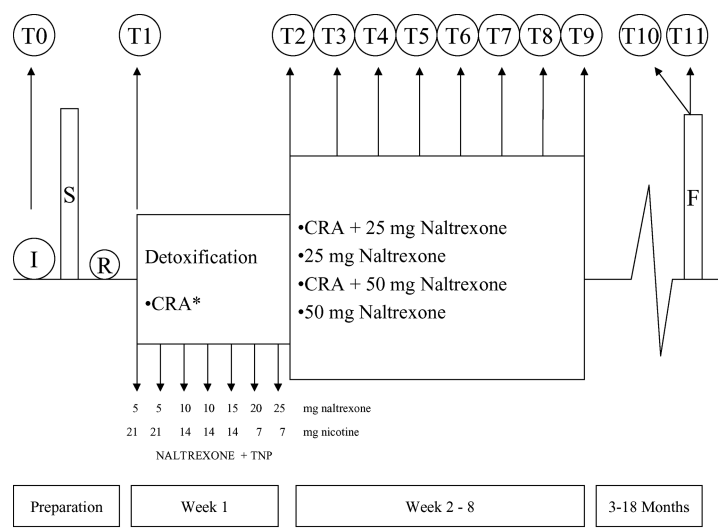 T0 T1 T2 T3 T4 T5 T6 T7 T8 T9 T10 T11
S
F
I
R
Detoxification
•CRA*
•CRA + 25 mg Naltrexone
•25 mg Naltrexone
•CRA + 50 mg Naltrexone
•50 mg Naltrexone
5 5 10 10 15 20 25 mg naltrexone
21 21 14 14 14 7 7 mg nicotine
NALTREXONE + TNP
Preparation Week 1 Week 2 - 8 3-18 Months